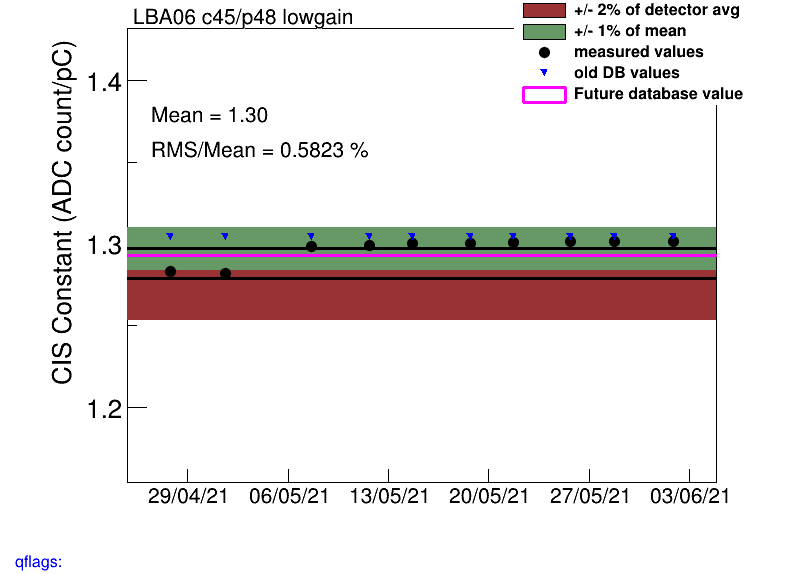 LBA06 c45/p48 lowgain
+/- 2% of detector avg
+/- 1% of mean
measured values
old DB values
Future database value
Mean = 1.30
RMS/Mean = 0.5823 %
CIS Constant (ADC count/pC)
1.4
1.3
1.2
29/04/21 06/05/21 13/05/21 20/05/21 27/05/21 03/06/21
qflags: